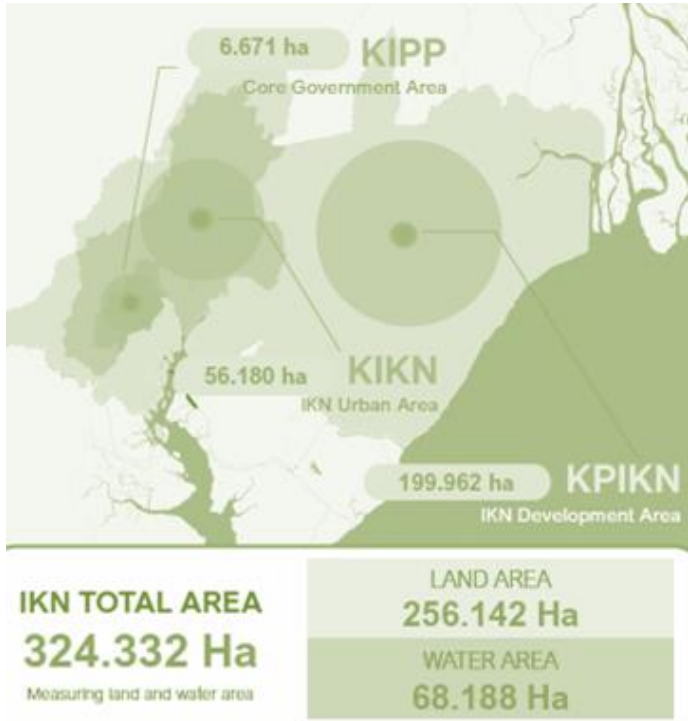 6.671 ha KIPP
Core Government Area
56.180 ha KIKN
IKN Urban Area
199.962 ha KPIKN
IKN Development Area
IKN TOTAL AREA
324.332 Ha
Measuring land and water area
LAND AREA
256.142 Ha
WATER AREA
68.188 Ha